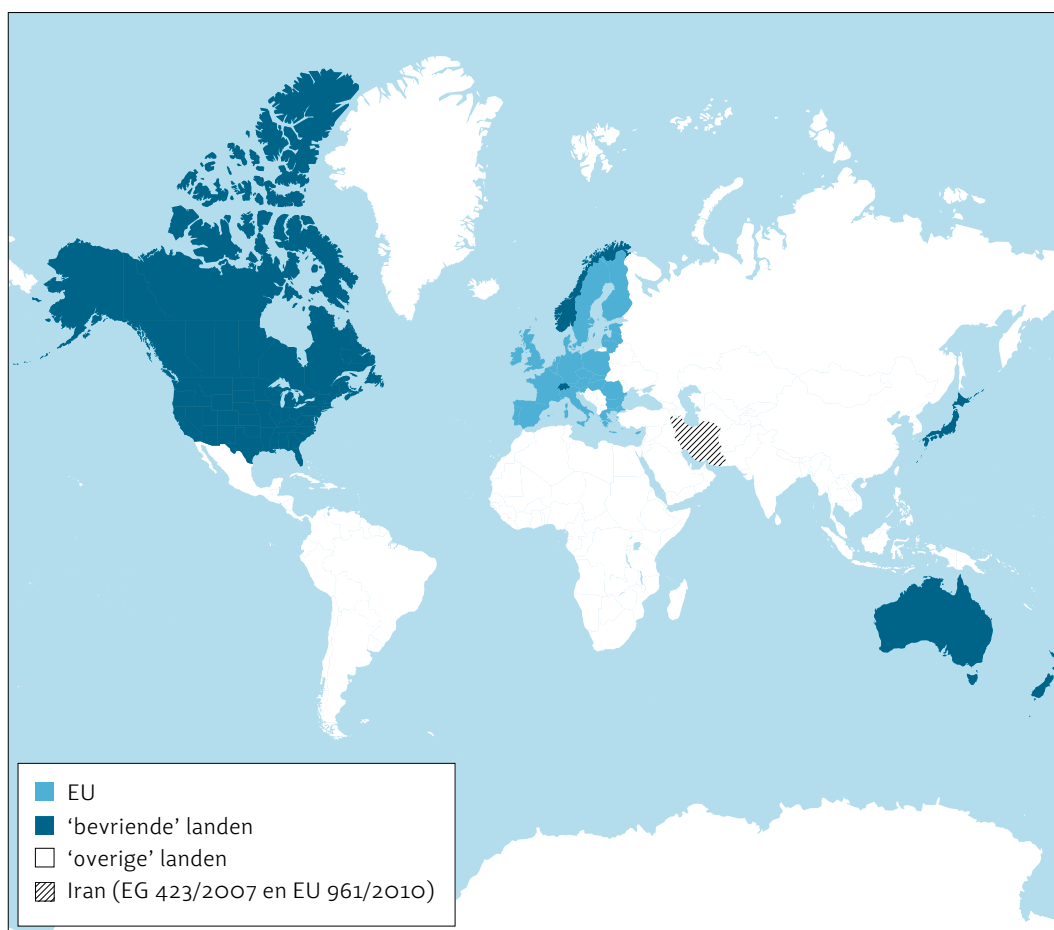 EU
‘bevriende’ landen
‘overige’ landen
Iran (EG 423/2007 en EU 961/2010)